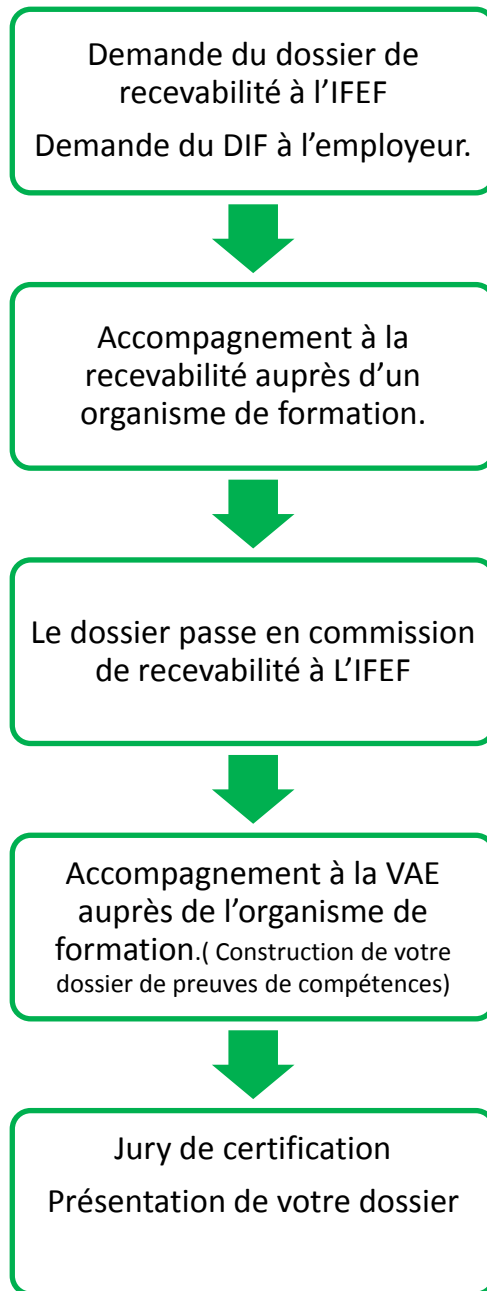 Demande du dossier de
recevabilité à l’IFEF
Demande du DIF à l’employeur.
Accompagnement à la
recevabilité auprès d’un
organisme de formation.
Le dossier passe en commission
de recevabilité à L’IFEF
Accompagnement à la VAE
auprès de l’organisme de
formation.( Construction de votre
dossier de preuves de compétences)
Jury de certification
Présentation de votre dossier